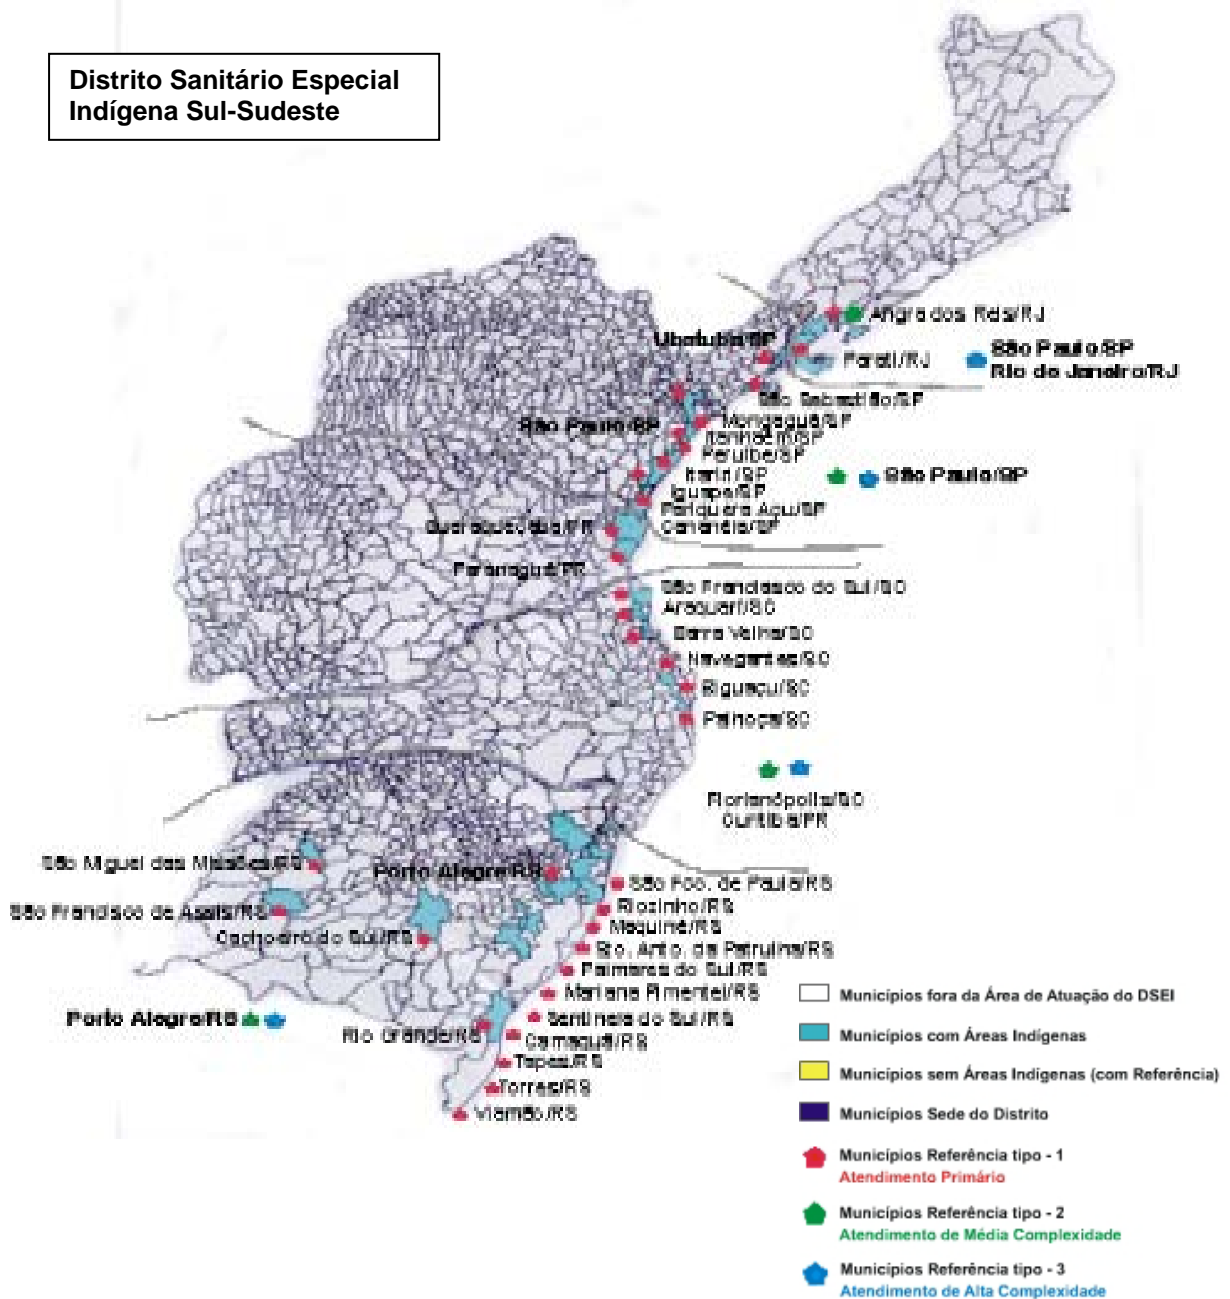 Distrito Sanitário Especial
Indígena Sul-Sudeste
Angra dos Reis/RJ
Ubatuba/SP
Parati/RJ
São Paulo/SP
Rio de Janeiro/RJ
São Sebastião/SP
Mongaguá/SP
São Paulo/SP
Itanhaém/SP
Peruíbe/SP
Itariri/SP
São Paulo/SP
Iguape/SP
Pariquera Açu/SP
Guaraqueçaba/PR
Cananéia/SP
Paranaguá/PR
São Francisco do Sul/SC
Araquari/SC
Barra Velha/SC
Navegantes/SC
Biguaçu/SC
Palhoça/SC
Florianópolis/SC
Curitiba/PR
São Miguel das Missões/RS
Porto Alegre/RS
São Fco. de Paula/RS
São Francisco de Assis/RS
Riozinho/RS
Maquiné/RS
Cachoeira do Sul/RS
Sto. Anto. da Patrulha/RS
Palmares do Sul/RS
Mariana Pimentel/RS
Porto Alegre/RS
Sentinela do Sul/RS
Rio Grande/RS
Camaquã/RS
Tapes/RS
Torres/RS
Viamão/RS
Municípios fora da Área de Atuação do DSEI
Municípios com Áreas Indígenas
Municípios sem Áreas Indígenas (com Referência)
Municípios Sede do Distrito
Municípios Referência tipo - 1
Atendimento Primário
Municípios Referência tipo - 2
Atendimento de Média Complexidade
Municípios Referência tipo - 3
Atendimento de Alta Complexidade